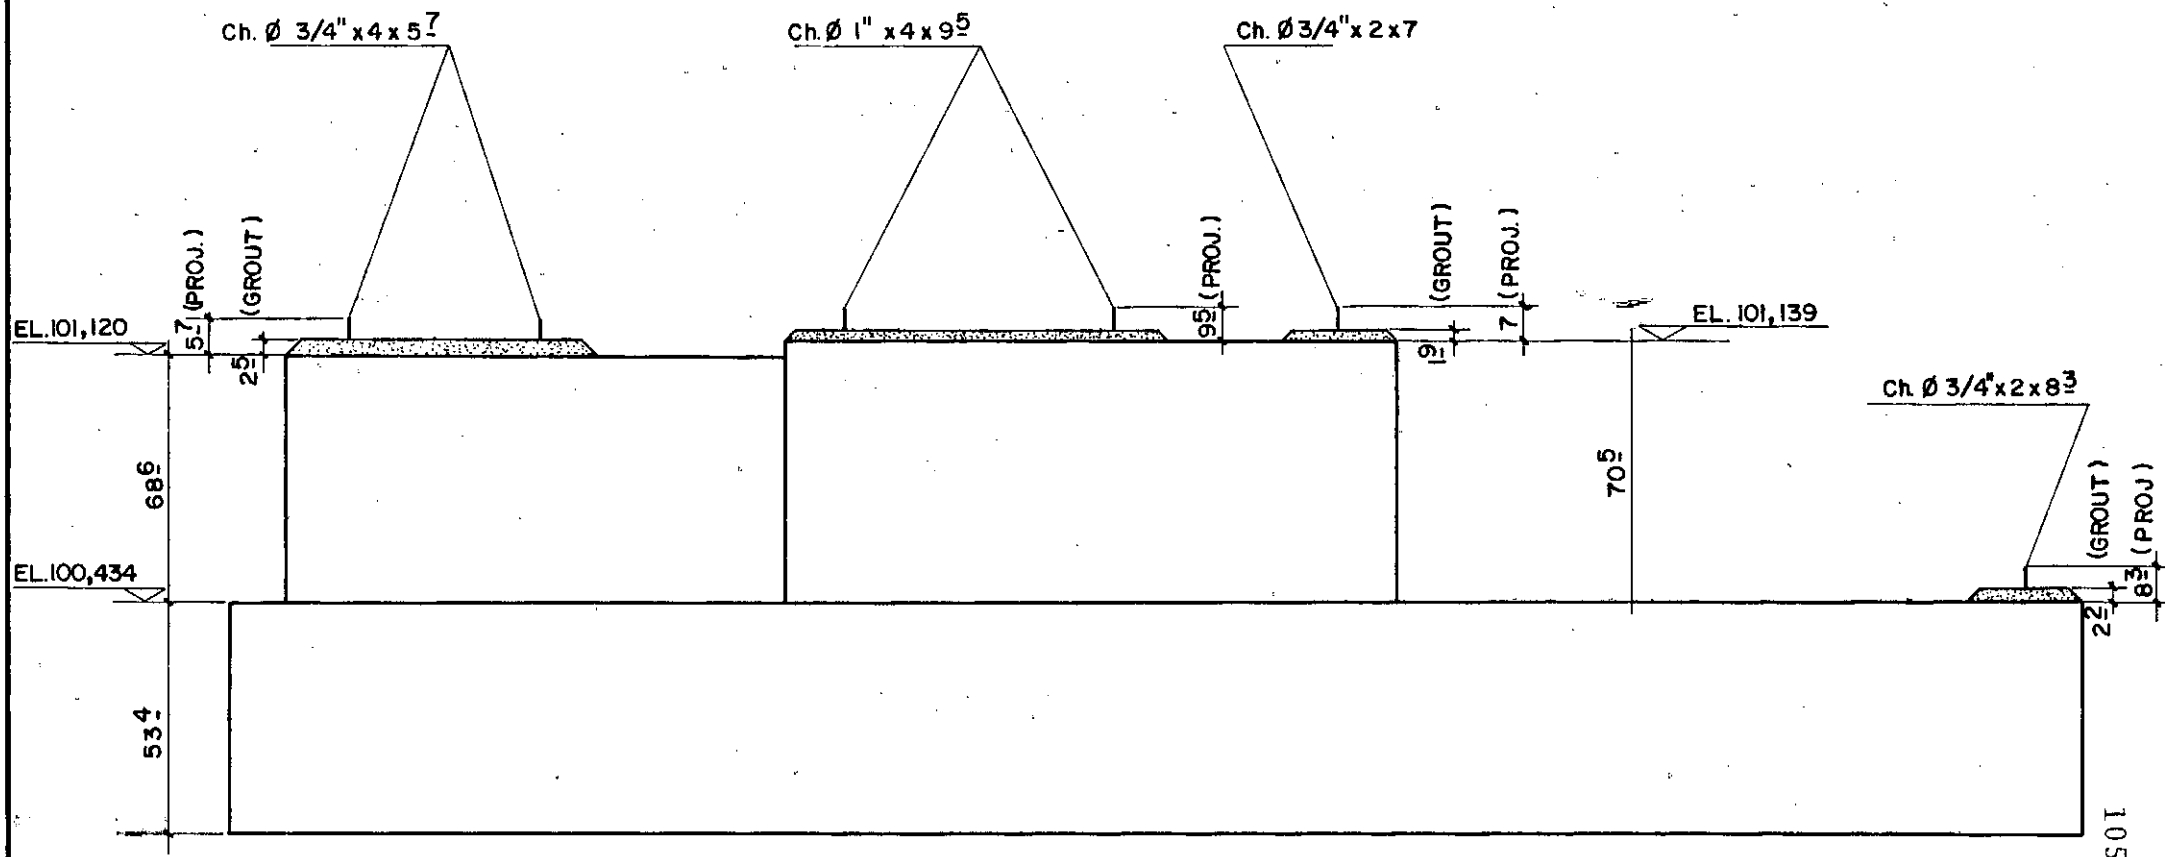 Ch. Ø 3/4" x 4 x 5⁷
Ch. Ø 1" x 4 x 9⁵
Ch. Ø 3/4" x 2 x 7
(PROJ.)
(GROUT)
(PROJ.)
(GROUT)
(PROJ.)
EL.101,120
5⁷
2⁵
9⁵
1⁹
7
EL. 101,139
Ch. Ø 3/4" x 2 x 8³
68⁶
70⁵
(GROUT)
(PROJ)
EL.100,434
2²
8³
53⁴
105